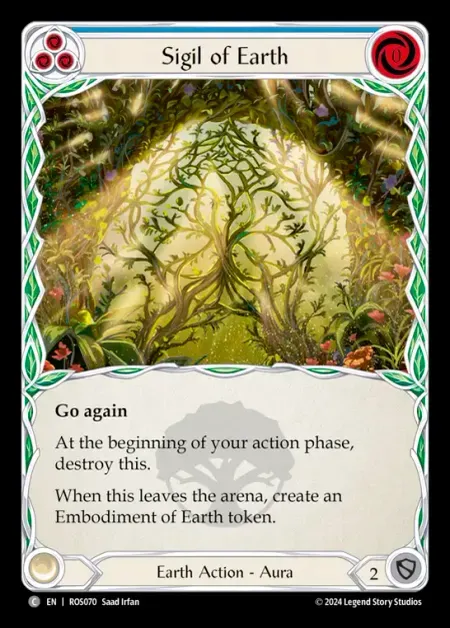 Sigil of Earth
0
Go again
At the beginning of your action phase,
destroy this.
When this leaves the arena, create an
Embodiment of Earth token.
Earth Action - Aura
2
C EN | ROS070 Saad Irfan
© 2024 Legend Story Studios